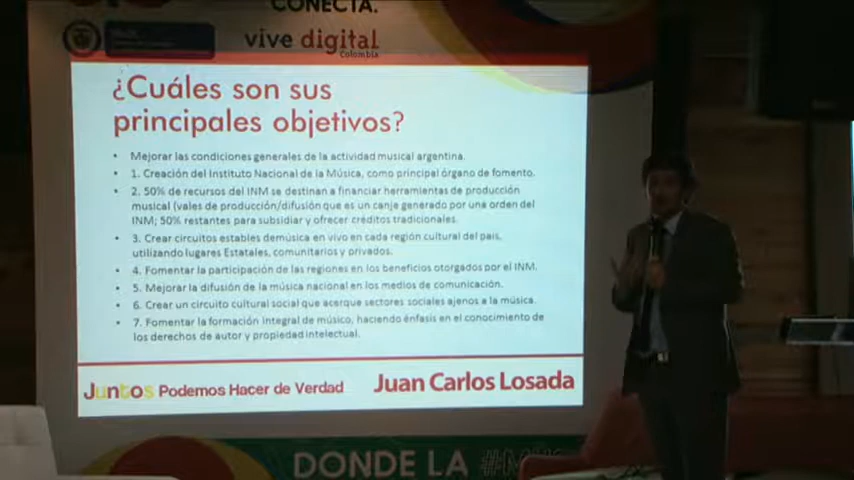 CONECTA.
vive digital
Colombia
¿Cuáles son sus
principales objetivos?
• Mejorar las condiciones generales de la actividad musical argentina.
• 1. Creación del Instituto Nacional de la Música, como principal órgano de fomento.
• 2. 50% de recursos del INM se destinan a financiar herramientas de producción
musical (vales de producción/difusión que es un canje generado por una orden del
INM; 50% restantes para subsidiar y ofrecer créditos tradicionales.
• 3. Crear circuitos estables demúsica en vivo en cada región cultural del país,
utilizando lugares Estatales, comunitarios y privados.
• 4. Fomentar la participación de las regiones en los beneficios otorgados por el INM.
• 5. Mejorar la difusión de la música nacional en los medios de comunicación.
• 6. Crear un circuito cultural social que acerque sectores sociales ajenos a la música.
• 7. Fomentar la formación integral de músico, haciendo énfasis en el conocimiento de
los derechos de autor y propiedad intelectual.
Juntos Podemos Hacer de Verdad
Juan Carlos Losada
DONDE LA